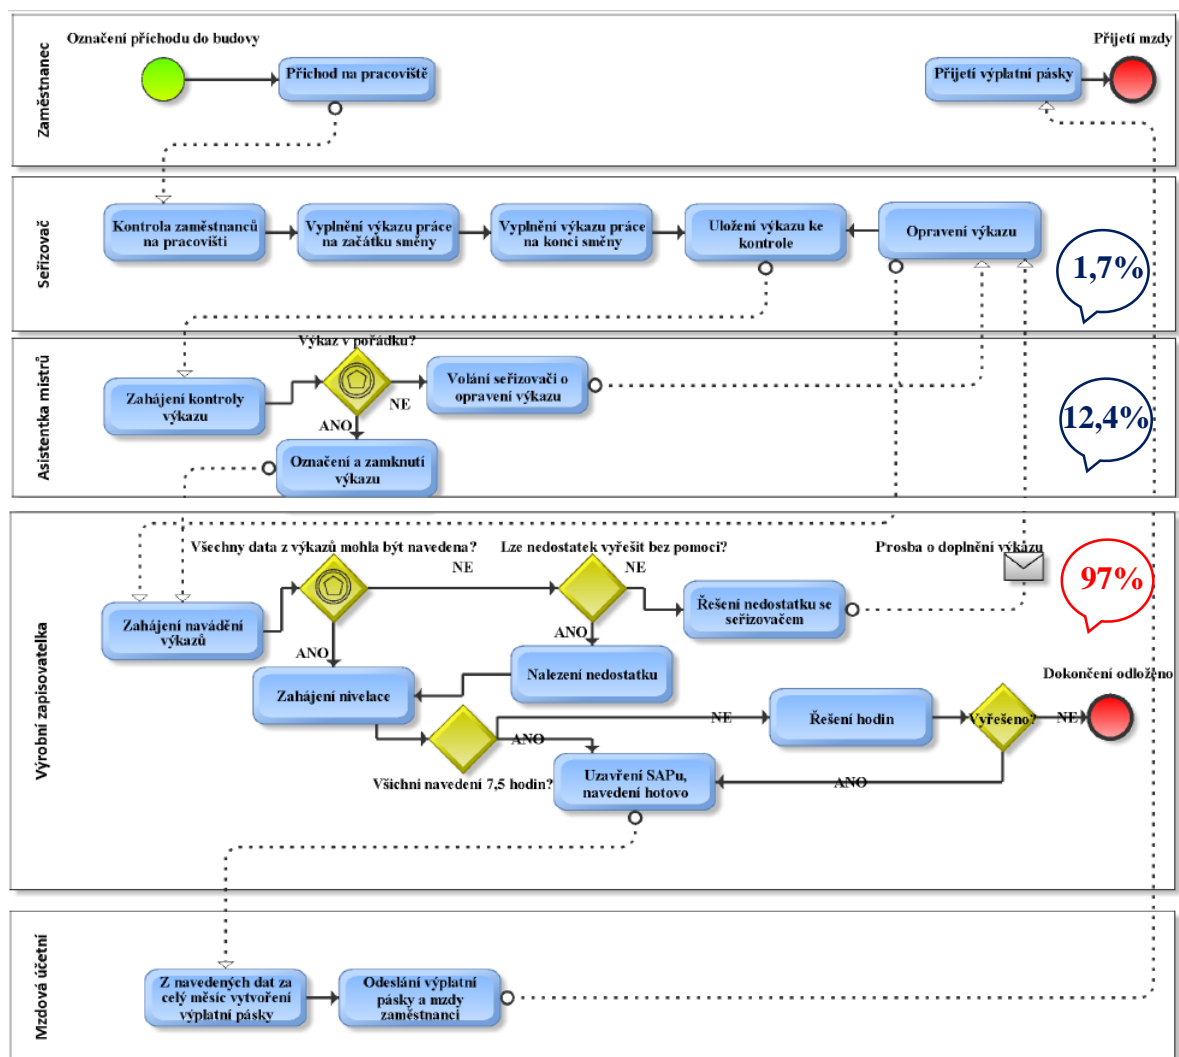 Zaměstnanec
Označení příchodu do budovy
Příchod na pracoviště
Přijetí výplatní pásky
Přijetí mzdy
Seřizovač
Kontrola zaměstnanců
na pracovišti
Vyplnění výkazu práce
na začátku směny
Vyplnění výkazu práce
na konci směny
Uložení výkazu ke
kontrole
Opravení výkazu
1,7%
Asistentka mistrů
Zahájení kontroly
výkazu
Výkaz v pořádku?
NE
ANO
Volání seřizovači o
opravení výkazu
Označení a zamknutí
výkazu
12,4%
Výrobní zapisovatelka
Všechny data z výkazů mohla být navedena?
NE
Lze nedostatek vyřešit bez pomoci?
NE
Prosba o doplnění výkazu
97%
Zahájení navádění
výkazů
Řešení nedostatku se
seřizovačem
ANO
ANO
Zahájení nivelace
Nalezení nedostatku
Dokončení odloženo
NE
Řešení hodin
Vyřešeno?
NE
ANO
Všichni navedení 7,5 hodin?
Uzavření SAPu,
navedení hotovo
ANO
Mzdová účetní
Z navedených dat za
celý měsíc vytvoření
výplatní pásky
Odeslání výplatní
pásky a mzdy
zaměstnanci